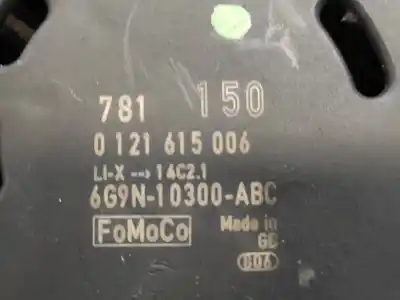 781 150
0 121 615 006
LI-X --→ 14C2.1
6G9N-10300-ABC
FoMoCo Made in
GB